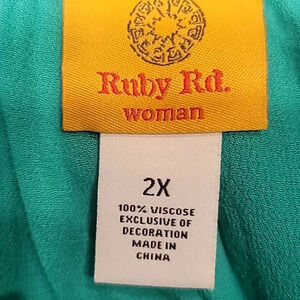 Ruby Rd.
woman
2X
100% VISCOSE
EXCLUSIVE OF
DECORATION
MADE IN
CHINA